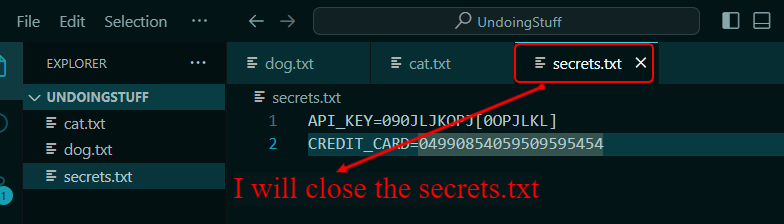 File Edit Selection ... UndoingStuff
EXPLORER ... dog.txt cat.txt secrets.txt ×
UNDOINGSTUFF secrets.txt
cat.txt 1 API_KEY=090JLJKOPJ[0OPJLKL]
dog.txt 2 CREDIT_CARD=04990854059509595454
secrets.txt
1
I will close the secrets.txt